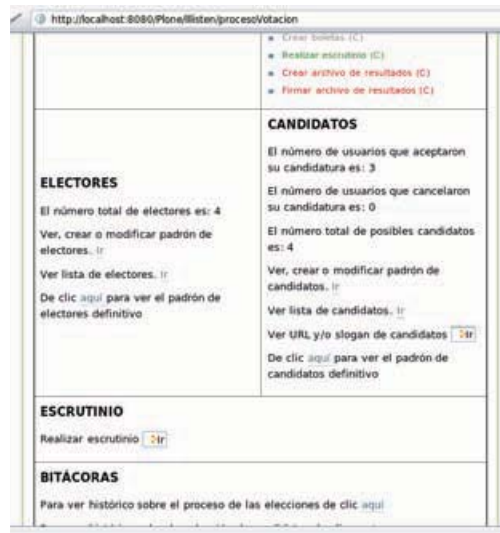 http://localhost:8080/Plone/Illisten/procesoVotacion
Crear boletas (C)
Realizar escrutinio (C)
Crear archivo de resultados (C)
Firmar archivo de resultados (C)
ELECTORES
El número total de electores es: 4
Ver, crear o modificar padrón de
electores. Ir
Ver lista de electores. Ir
De clic aquí para ver el padrón de
electores definitivo
CANDIDATOS
El número de usuarios que aceptaron
su candidatura es: 3
El número de usuarios que cancelaron
su candidatura es: 0
El número total de posibles candidatos
es: 4
Ver, crear o modificar padrón de
candidatos. Ir
Ver lista de candidatos. Ir
Ver URL y/o slogan de candidatos Ir
De clic aquí para ver el padrón de
candidatos definitivo
ESCRUTINIO
Realizar escrutinio Ir
BITÁCORAS
Para ver histórico sobre el proceso de las elecciones de clic aquí